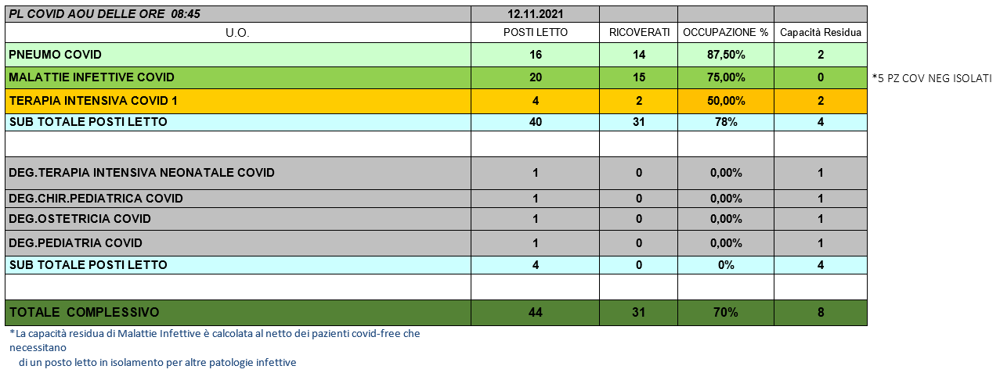 PL COVID AOU DELLE ORE 08:45 12.11.2021
U.O. POSTI LETTO RICOVERATI OCCUPAZIONE % Capacità Residua
PNEUMO COVID 16 14 87,50% 2
MALATTIE INFETTIVE COVID 20 15 75,00% 0 *5 PZ COV NEG ISOLATI
TERAPIA INTENSIVA COVID 1 4 2 50,00% 2
SUB TOTALE POSTI LETTO 40 31 78% 4
DEG.TERAPIA INTENSIVA NEONATALE COVID 1 0 0,00% 1
DEG.CHIR.PEDIATRICA COVID 1 0 0,00% 1
DEG.OSTETRICIA COVID 1 0 0,00% 1
DEG.PEDIATRIA COVID 1 0 0,00% 1
SUB TOTALE POSTI LETTO 4 0 0% 4
TOTALE COMPLESSIVO 44 31 70% 8
*La capacità residua di Malattie Infettive è calcolata al netto dei pazienti covid-free che
necessitano
di un posto letto in isolamento per altre patologie infettive